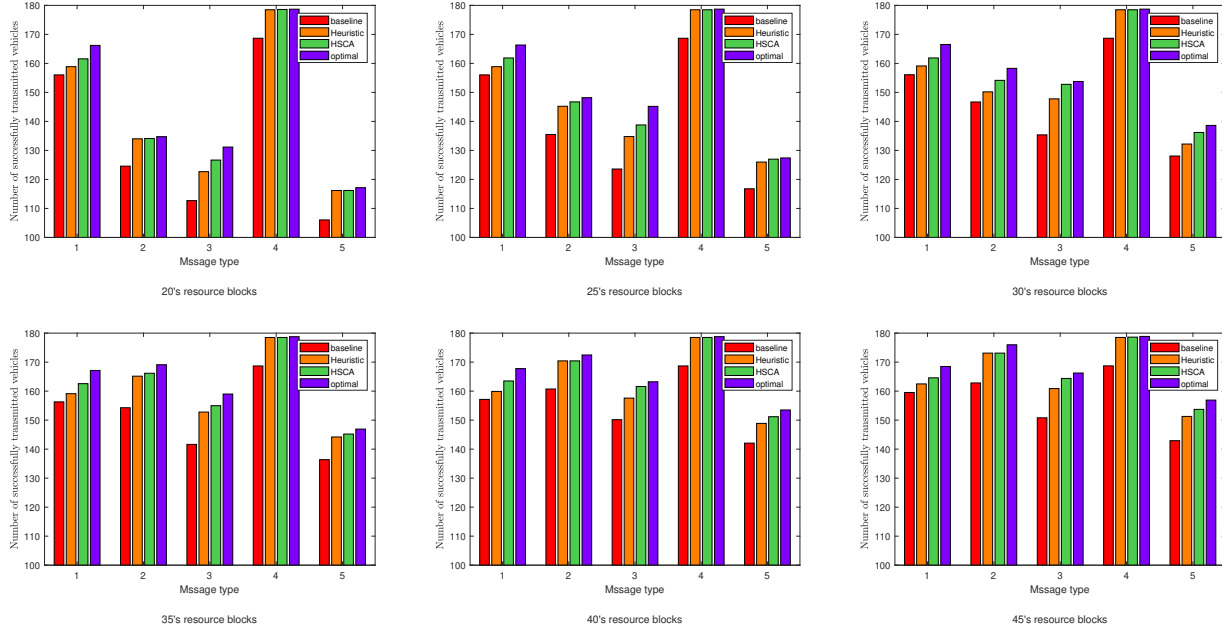 Number of successfully transmitted vehicles
180
170
160
150
140
130
120
110
100
1 2 3 4 5
Mssage type
baseline
Heuristic
HSCA
optimal
20's resource blocks
Number of successfully transmitted vehicles
180
170
160
150
140
130
120
110
100
1 2 3 4 5
Mssage type
baseline
Heuristic
HSCA
optimal
25's resource blocks
Number of successfully transmitted vehicles
180
170
160
150
140
130
120
110
100
1 2 3 4 5
Mssage type
baseline
Heuristic
HSCA
optimal
30's resource blocks
Number of successfully transmitted vehicles
180
170
160
150
140
130
120
110
100
1 2 3 4 5
Mssage type
baseline
Heuristic
HSCA
optimal
35's resource blocks
Number of successfully transmitted vehicles
180
170
160
150
140
130
120
110
100
1 2 3 4 5
Mssage type
baseline
Heuristic
HSCA
optimal
40's resource blocks
Number of successfully transmitted vehicles
180
170
160
150
140
130
120
110
100
1 2 3 4 5
Mssage type
baseline
Heuristic
HSCA
optimal
45's resource blocks